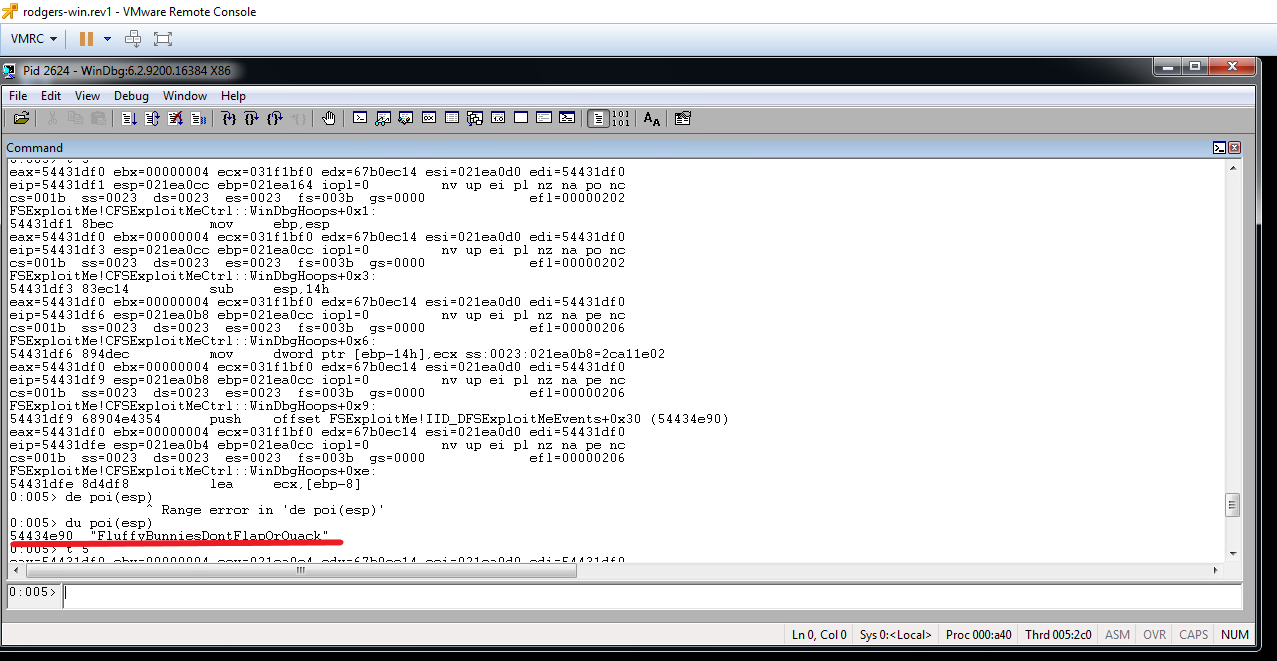 rodgers-win.rev1 - VMware Remote Console
VMRC
Pid 2624 - WinDbg:6.2.9200.16384 X86
File Edit View Debug Window Help
Command
0:005> t 5
eax=54431df0 ebx=00000004 ecx=031f1bf0 edx=67b0ec14 esi=021ea0d0 edi=54431df0
eip=54431df1 esp=021ea0cc ebp=021ea164 iopl=0 nv up ei pl nz na po nc
cs=001b ss=0023 ds=0023 es=0023 fs=003b gs=0000 efl=00000202
FSExploitMe!CFSExploitMeCtrl::WinDbgHoops+0x1:
54431df1 8bec mov ebp,esp
eax=54431df0 ebx=00000004 ecx=031f1bf0 edx=67b0ec14 esi=021ea0d0 edi=54431df0
eip=54431df3 esp=021ea0cc ebp=021ea0cc iopl=0 nv up ei pl nz na po nc
cs=001b ss=0023 ds=0023 es=0023 fs=003b gs=0000 efl=00000202
FSExploitMe!CFSExploitMeCtrl::WinDbgHoops+0x3:
54431df3 83ec14 sub esp,14h
eax=54431df0 ebx=00000004 ecx=031f1bf0 edx=67b0ec14 esi=021ea0d0 edi=54431df0
eip=54431df6 esp=021ea0b8 ebp=021ea0cc iopl=0 nv up ei pl nz na pe nc
cs=001b ss=0023 ds=0023 es=0023 fs=003b gs=0000 efl=00000206
FSExploitMe!CFSExploitMeCtrl::WinDbgHoops+0x6:
54431df6 894dec mov dword ptr [ebp-14h],ecx ss:0023:021ea0b8=2ca11e02
eax=54431df0 ebx=00000004 ecx=031f1bf0 edx=67b0ec14 esi=021ea0d0 edi=54431df0
eip=54431df9 esp=021ea0b8 ebp=021ea0cc iopl=0 nv up ei pl nz na pe nc
cs=001b ss=0023 ds=0023 es=0023 fs=003b gs=0000 efl=00000206
FSExploitMe!CFSExploitMeCtrl::WinDbgHoops+0x9:
54431df9 68904e4354 push offset FSExploitMe!IID_DFSExploitMeEvents+0x30 (54434e90)
eax=54431df0 ebx=00000004 ecx=031f1bf0 edx=67b0ec14 esi=021ea0d0 edi=54431df0
eip=54431dfe esp=021ea0b4 ebp=021ea0cc iopl=0 nv up ei pl nz na pe nc
cs=001b ss=0023 ds=0023 es=0023 fs=003b gs=0000 efl=00000206
FSExploitMe!CFSExploitMeCtrl::WinDbgHoops+0xe:
54431dfe 8d4df8 lea ecx,[ebp-8]
0:005> de poi(esp)
^ Range error in 'de poi(esp)'
0:005> du poi(esp)
54434e90 "FluffyBunniesDontFlapOrQuack"
0:005> t 5
eax=54431df0 ebx=00000004 ecx=021ea0c4 edx=67b0ec14 esi=021ea0d0 edi=54431df0
0:005>
Ln 0, Col 0 Sys 0:<Local> Proc 000:a40 Thrd 005:2c0 ASM OVR CAPS NUM